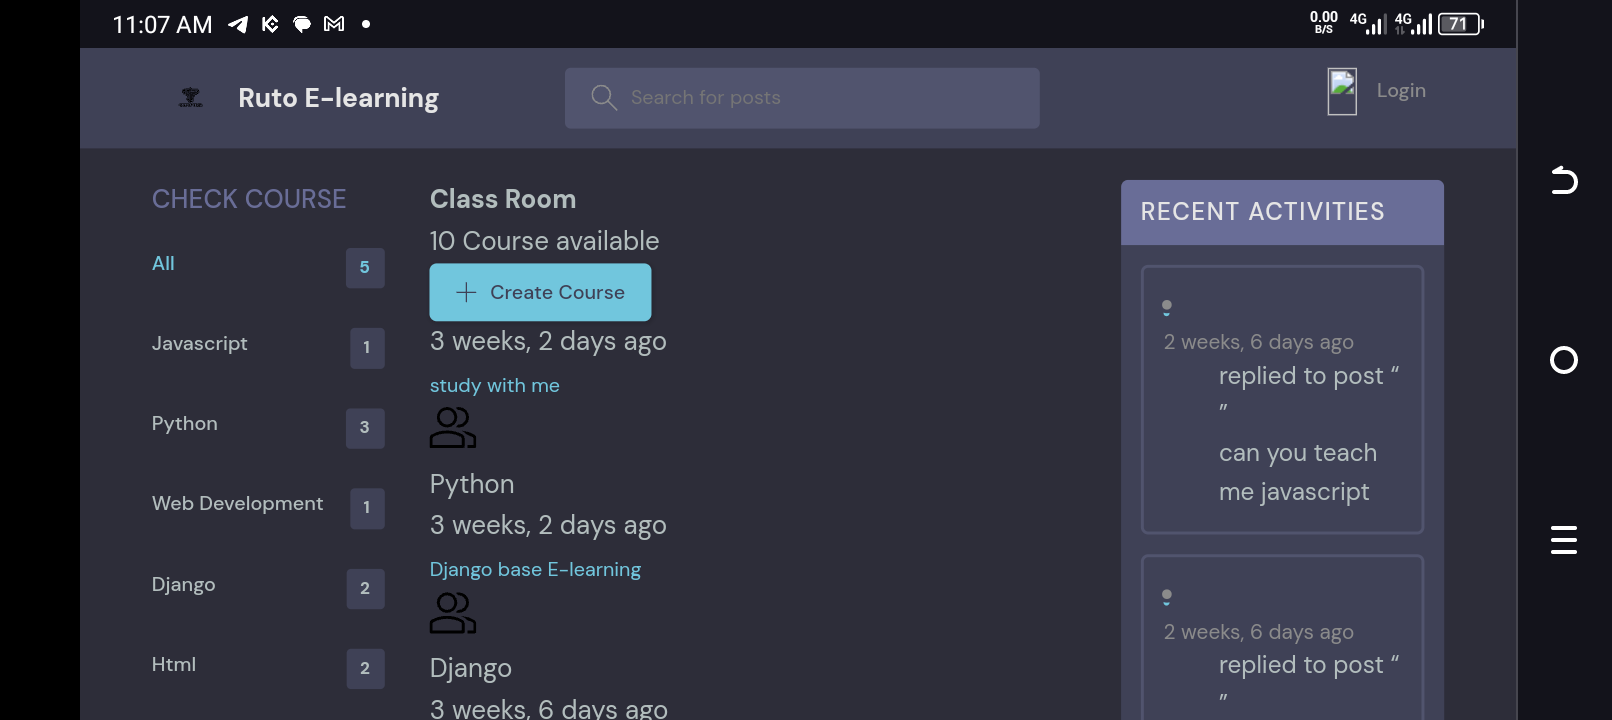 11:07 AM
0.00 B/S 4G 4G 71
Ruto E-learning
Search for posts
Login
CHECK COURSE
All 5
Javascript 1
Python 3
Web Development 1
Django 2
Html 2
Class Room
10 Course available
Create Course
3 weeks, 2 days ago
study with me
Python
3 weeks, 2 days ago
Django base E-learning
Django
3 weeks, 6 days ago
RECENT ACTIVITIES
2 weeks, 6 days ago
replied to post “
”
can you teach
me javascript
2 weeks, 6 days ago
replied to post “
”